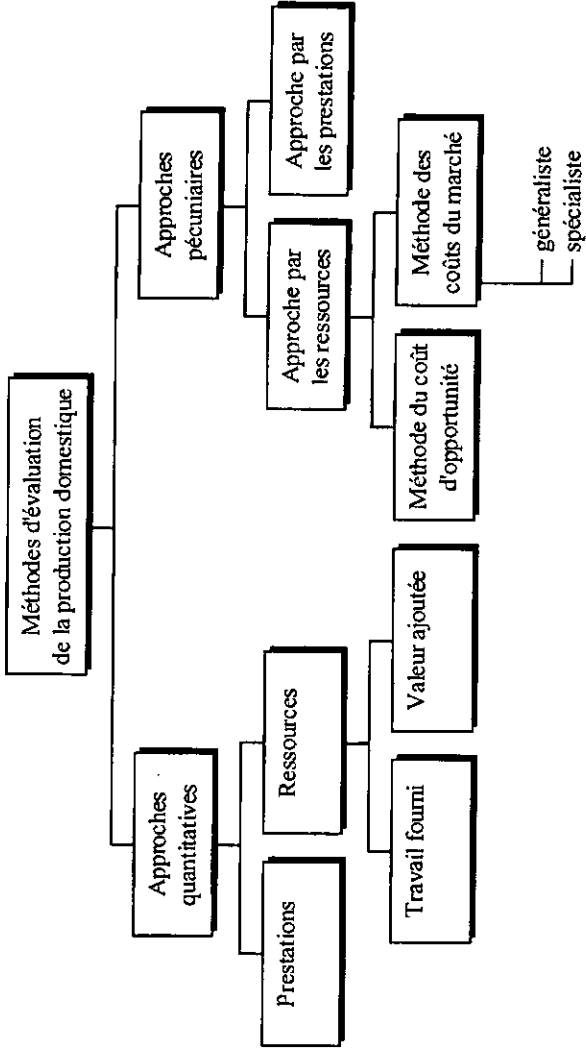 Méthodes d'évaluation
de la production domestique
Approches
quantitatives
Approches
pécuniaires
Prestations
Ressources
Approche par
les ressources
Approche par
les prestations
Travail fourni
Valeur ajoutée
Méthode du coût
d'opportunité
Méthode des
coûts du marché
généraliste
spécialiste